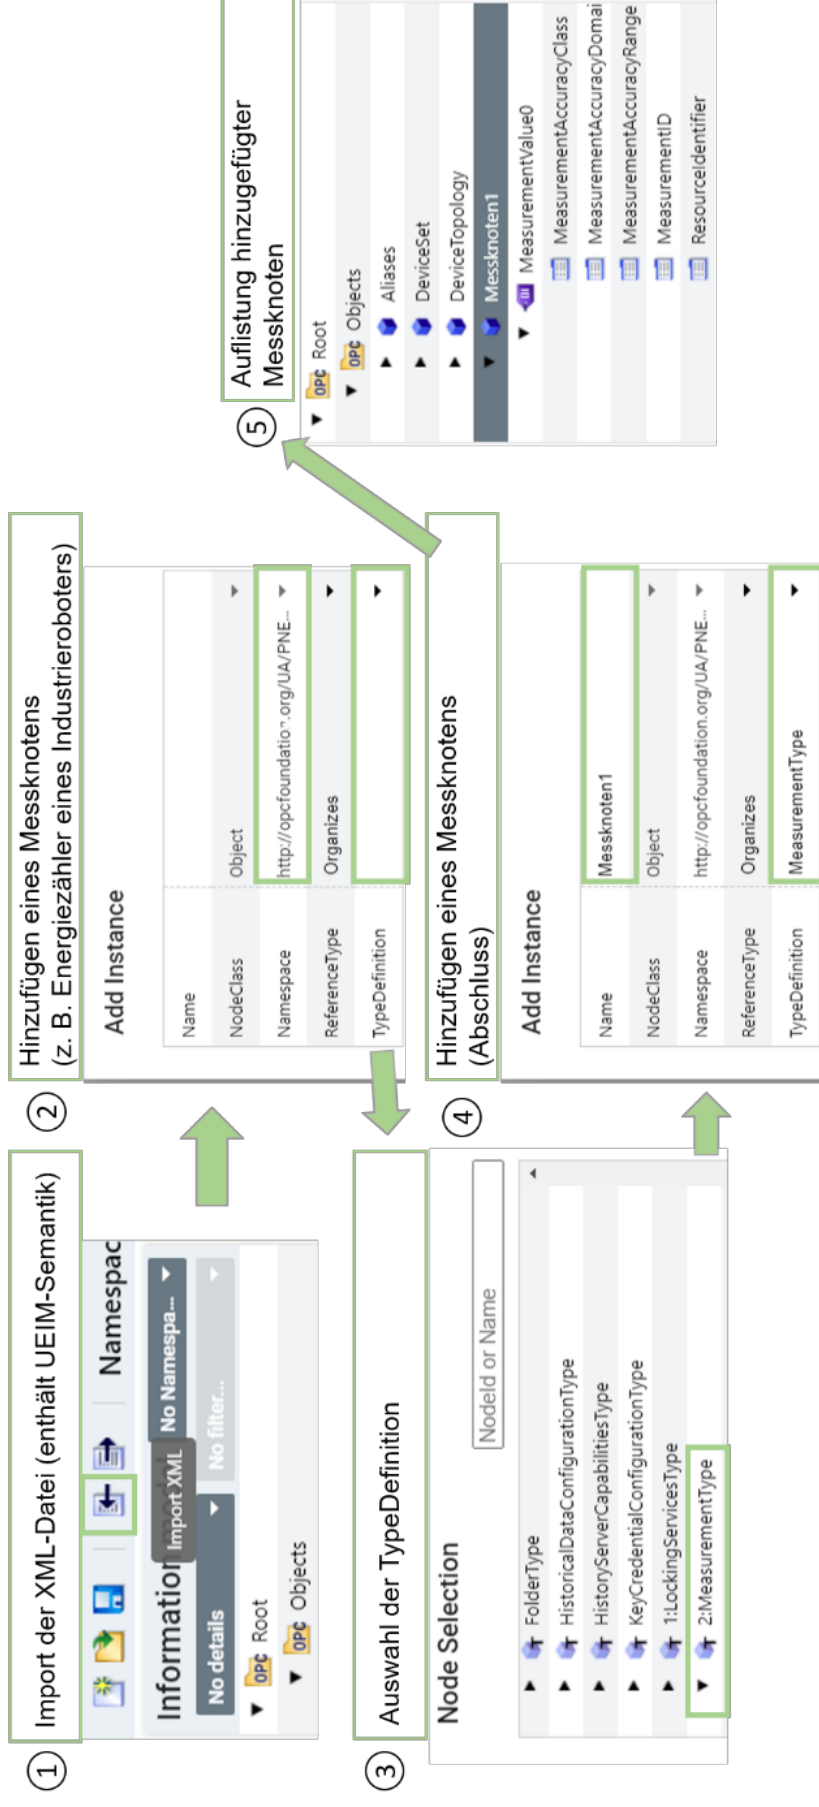 1
Import der XML-Datei (enthält UEIM-Semantik)
Namespac
Information model
Import XML
No Namespa...
No details
No filter...
OPC Root
OPC Objects
2
Hinzufügen eines Messknotens
(z. B. Energiezähler eines Industrieroboters)
Add Instance
Name
NodeClass Object
Namespace http://opcfoundation.org/UA/PNE...
ReferenceType Organizes
TypeDefinition
3
Auswahl der TypeDefinition
Node Selection
NodeId or Name
FolderType
HistoricalDataConfigurationType
HistoryServerCapabilitiesType
KeyCredentialConfigurationType
1:LockingServicesType
2:MeasurementType
4
Hinzufügen eines Messknotens
(Abschluss)
Add Instance
Name Messknoten1
NodeClass Object
Namespace http://opcfoundation.org/UA/PNE...
ReferenceType Organizes
TypeDefinition MeasurementType
5
Auflistung hinzugefügter
Messknoten
OPC Root
OPC Objects
Aliases
DeviceSet
DeviceTopology
Messknoten1
MeasurementValue0
MeasurementAccuracyClass
MeasurementAccuracyDomai
MeasurementAccuracyRange
MeasurementID
ResourceIdentifier